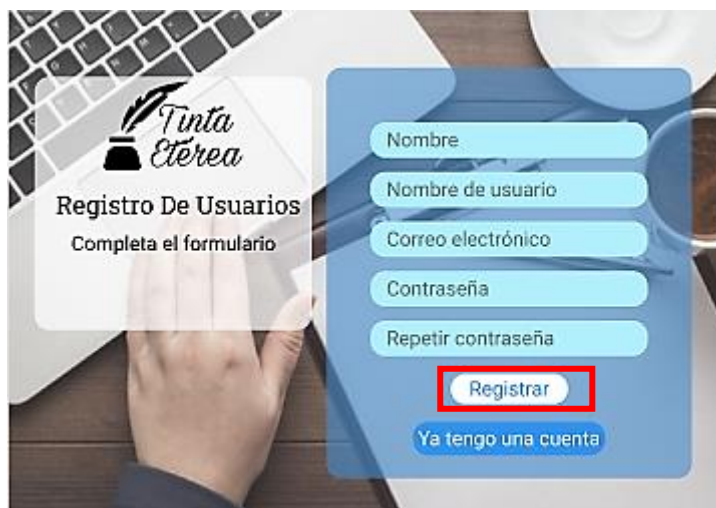 Tinta
Eterea
Registro De Usuarios
Completa el formulario
Nombre
Nombre de usuario
Correo electrónico
Contraseña
Repetir contraseña
Registrar
Ya tengo una cuenta